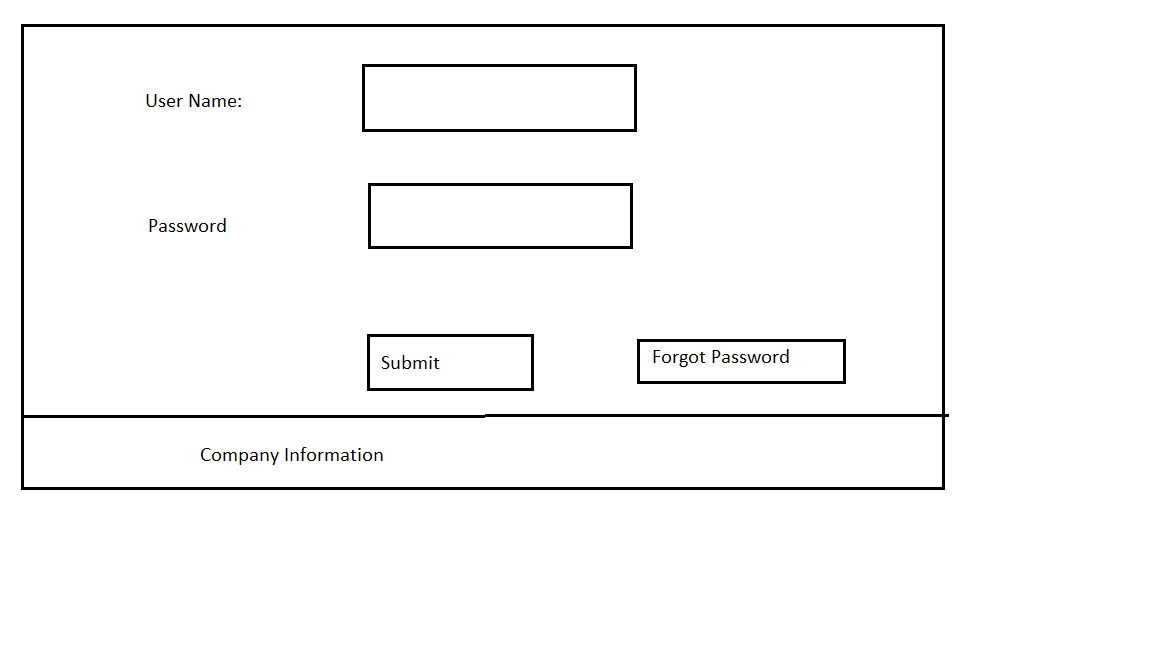 User Name:
Password
Submit
Forgot Password
Company Information